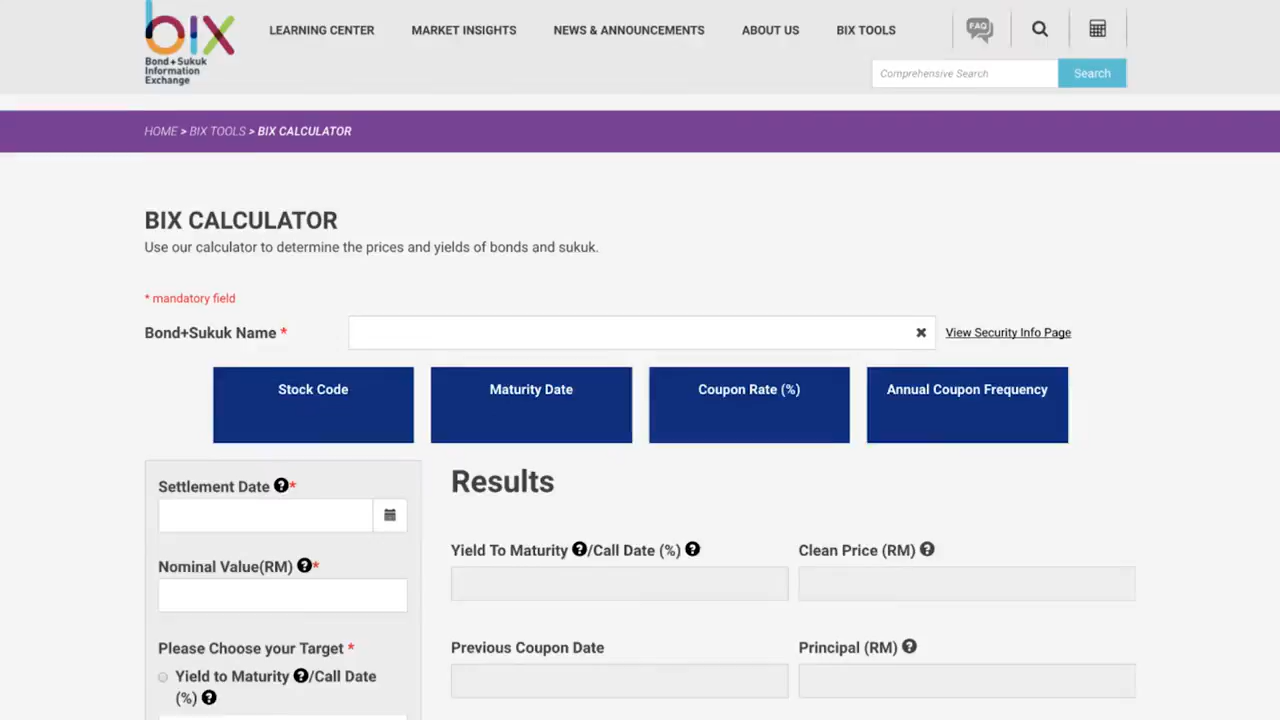 bix
Bond+Sukuk
Information
Exchange
LEARNING CENTER
MARKET INSIGHTS
NEWS & ANNOUNCEMENTS
ABOUT US
BIX TOOLS
FAQ
Comprehensive Search
Search
HOME > BIX TOOLS > BIX CALCULATOR
BIX CALCULATOR
Use our calculator to determine the prices and yields of bonds and sukuk.
* mandatory field
Bond+Sukuk Name *
View Security Info Page
Stock Code
Maturity Date
Coupon Rate (%)
Annual Coupon Frequency
Settlement Date ?*
Nominal Value(RM) ?*
Please Choose your Target *
Yield to Maturity ?/Call Date
(%) ?
Results
Yield To Maturity ?/Call Date (%) ?
Clean Price (RM) ?
Previous Coupon Date
Principal (RM) ?